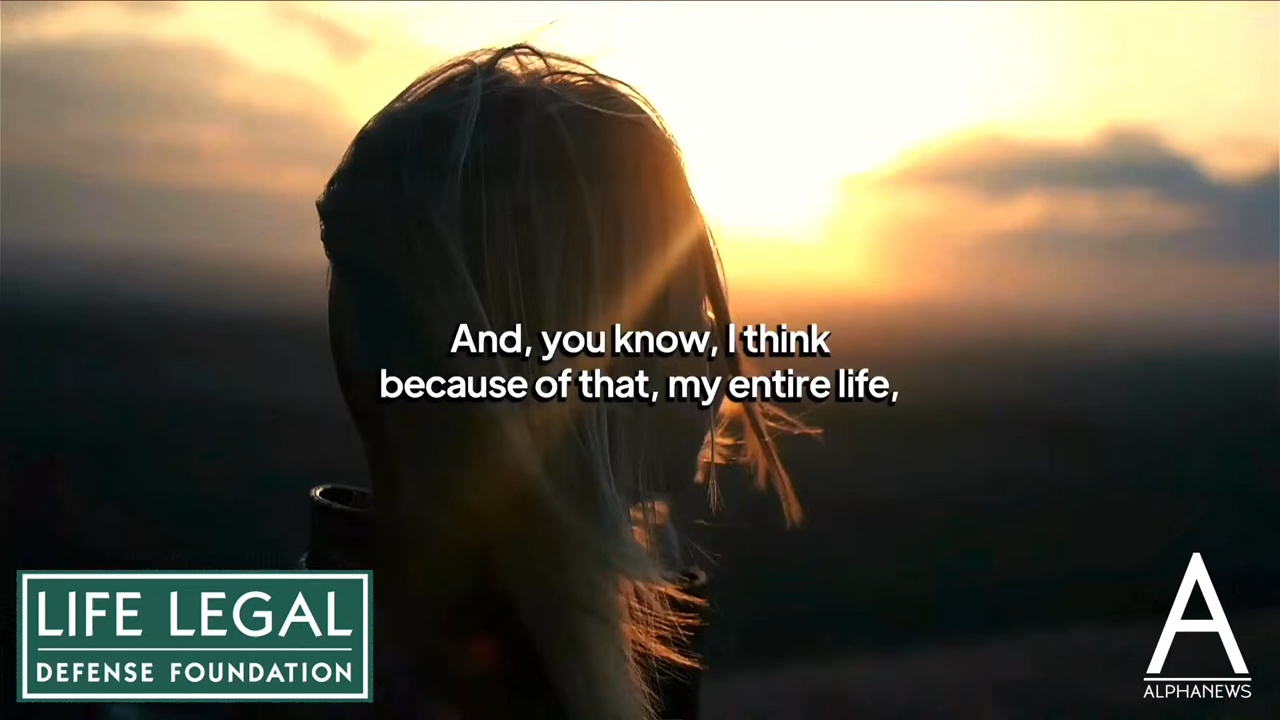 And, you know, I think
because of that, my entire life,
LIFE LEGAL
DEFENSE FOUNDATION
A
ALPHANEWS